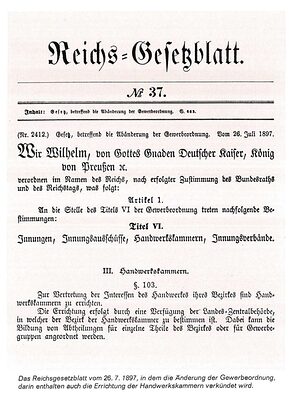 Reichs=Gesetzblatt.
№ 37.
Inhalt: Gesetz, betreffend die Abänderung der Gewerbeordnung. S. 663.
(Nr. 2412.) Gesetz, betreffend die Abänderung der Gewerbeordnung. Vom 26. Juli 1897.
Wir Wilhelm, von Gottes Gnaden Deutscher Kaiser, König
von Preußen ꝛc.
verordnen im Namen des Reichs, nach erfolgter Zustimmung des Bundesraths
und des Reichstags, was folgt:
Artikel 1.
An die Stelle des Titels VI der Gewerbeordnung treten nachfolgende Be-
stimmungen:
Titel VI.
Innungen, Innungsausschüsse, Handwerkskammern, Innungsverbände.
III. Handwerkskammern.
§. 103.
Zur Vertretung der Interessen des Handwerks ihres Bezirkes sind Hand-
werkskammern zu errichten.
Die Errichtung erfolgt durch eine Verfügung der Landes-Zentralbehörde,
in welcher der Bezirk der Handwerkskammer zu bestimmen ist. Dabei kann die
Bildung von Abtheilungen für einzelne Theile des Bezirkes oder für Gewerbe-
gruppen angeordnet werden.
Das Reichsgesetzblatt vom 26. 7. 1897, in dem die Änderung der Gewerbeordnung,
darin enthalten auch die Errichtung der Handwerkskammern verkündet wird.